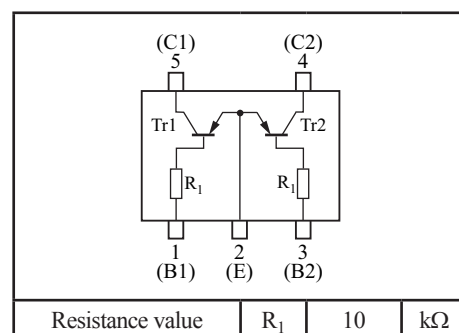 (C1) (C2)
5 4
Tr1 Tr2
R1 R1
1 2 3
(B1) (E) (B2)
Resistance value R1 10 kΩ